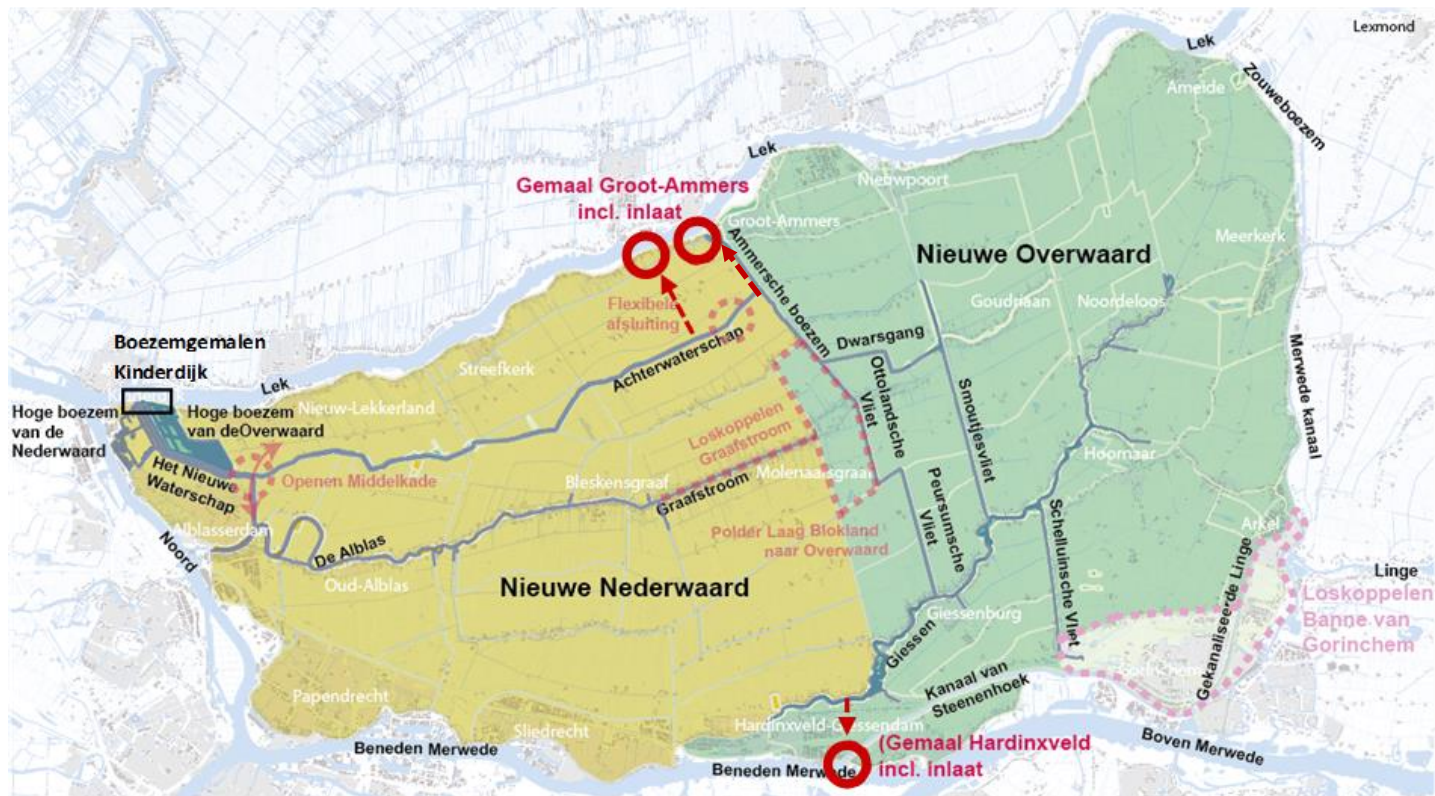 Lexmond
Lek
Ameide
Zouweboezem
Lek
Nieuwpoort
Gemaal Groot-Ammers
incl. inlaat
Groot-Ammers
Ammersche boezem
Nieuwe Overwaard
Meerkerk
Goudriaan
Noordeloos
Flexibele
afsluiting
Dwarsgang
Merwede kanaal
Boezemgemalen
Kinderdijk
Achterwaterschap
Streefkerk
Ottolandsche
Vliet
Smoutjesvliet
Lek
Nieuw-Lekkerland
Hoge boezem
van de
Nederwaard
Hoge boezem
van deOverwaard
Loskoppelen
Graafstroom
Hoornaar
Het Nieuwe
Waterschap
Openen Middelkade
Bleskensgraaf
Graafstroom
Molenaarsgraaf
Peursumsche
Vliet
Schelluinsche Vliet
Alblasserdam
Noord
De Alblas
Polder Laag Blokland
naar Overwaard
Arkel
Oud-Alblas
Nieuwe Nederwaard
Linge
Giessenburg
Gekanaliseerde Linge
Loskoppelen
Banne van
Gorinchem
Giessen
Gorinchem
Kanaal van
Steenenhoek
Papendrecht
Sliedrecht
Hardinxveld-Giessendam
Beneden Merwede
Boven Merwede
(Gemaal Hardinxveld
incl. inlaat
Beneden Merwede